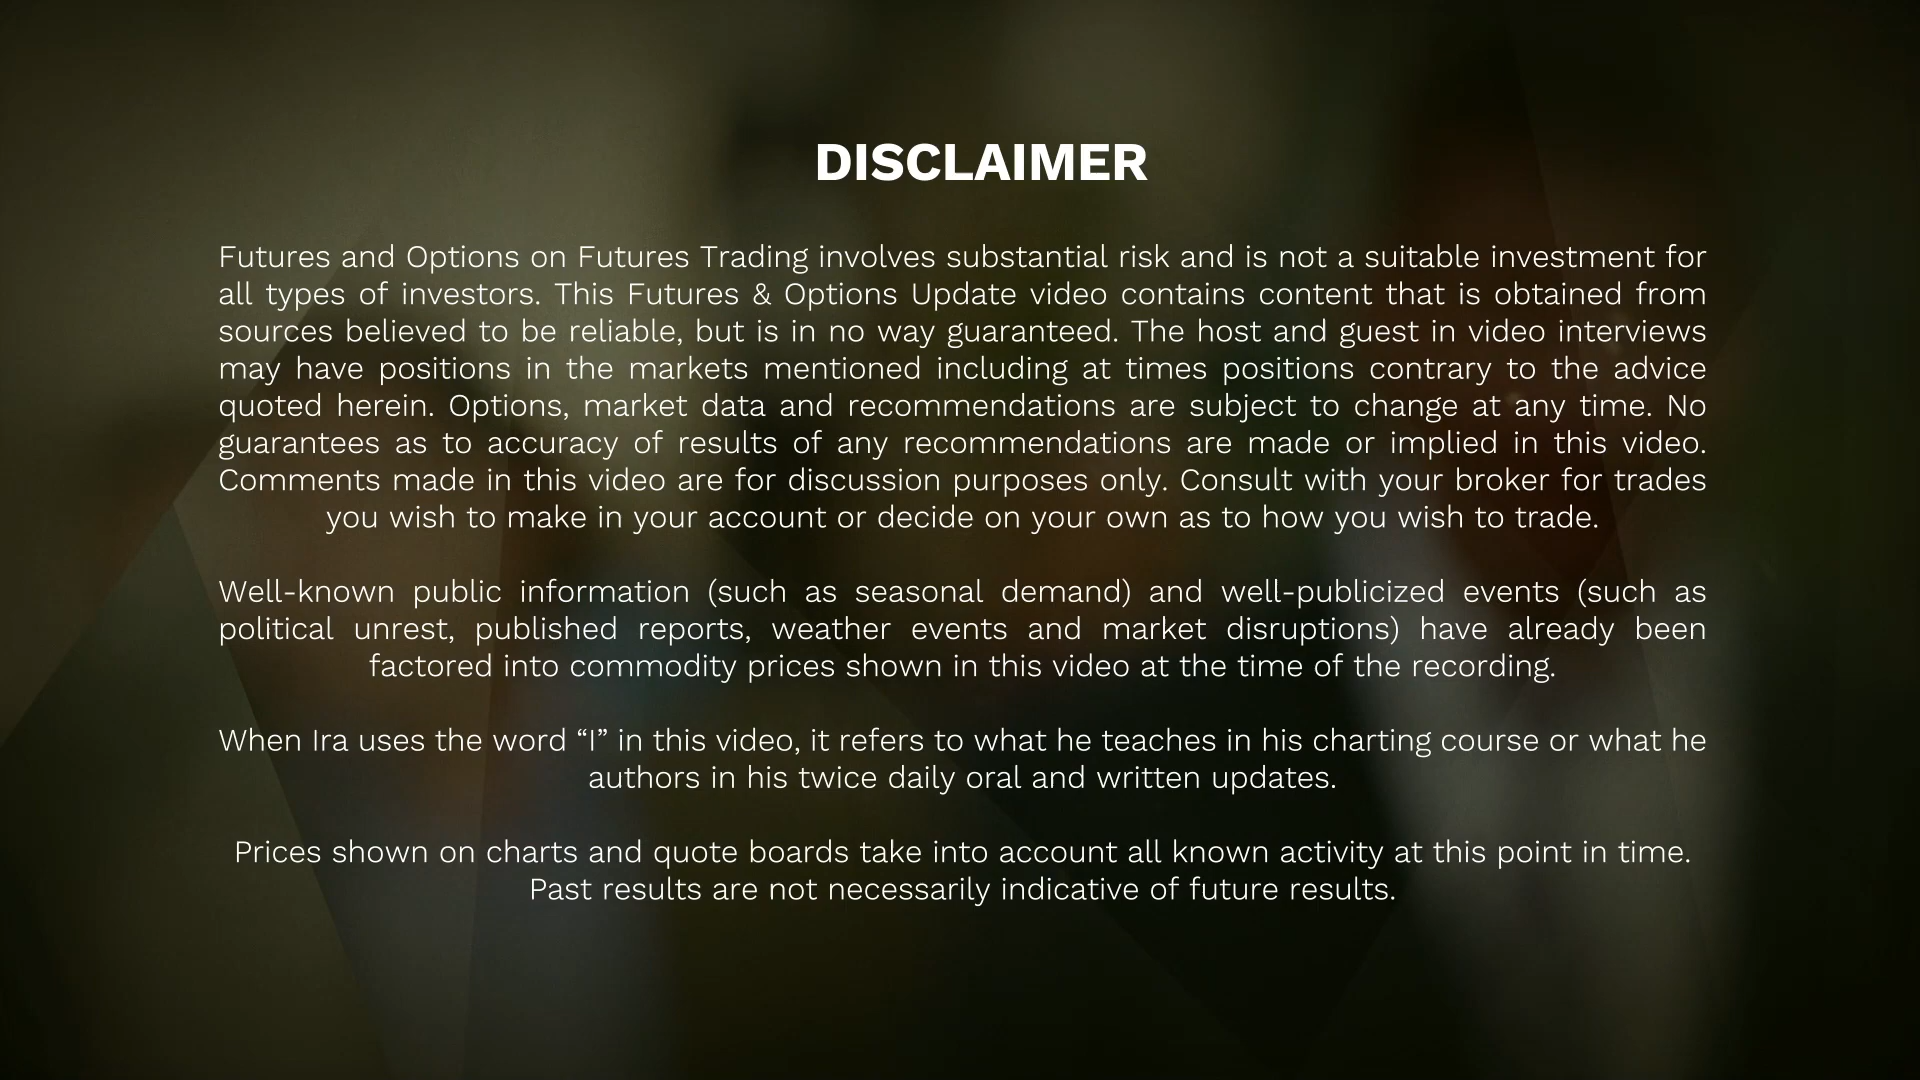 DISCLAIMER
Futures and Options on Futures Trading involves substantial risk and is not a suitable investment for
all types of investors. This Futures & Options Update video contains content that is obtained from
sources believed to be reliable, but is in no way guaranteed. The host and guest in video interviews
may have positions in the markets mentioned including at times positions contrary to the advice
quoted herein. Options, market data and recommendations are subject to change at any time. No
guarantees as to accuracy of results of any recommendations are made or implied in this video.
Comments made in this video are for discussion purposes only. Consult with your broker for trades
you wish to make in your account or decide on your own as to how you wish to trade.
Well-known public information (such as seasonal demand) and well-publicized events (such as
political unrest, published reports, weather events and market disruptions) have already been
factored into commodity prices shown in this video at the time of the recording.
When Ira uses the word “I” in this video, it refers to what he teaches in his charting course or what he
authors in his twice daily oral and written updates.
Prices shown on charts and quote boards take into account all known activity at this point in time.
Past results are not necessarily indicative of future results.